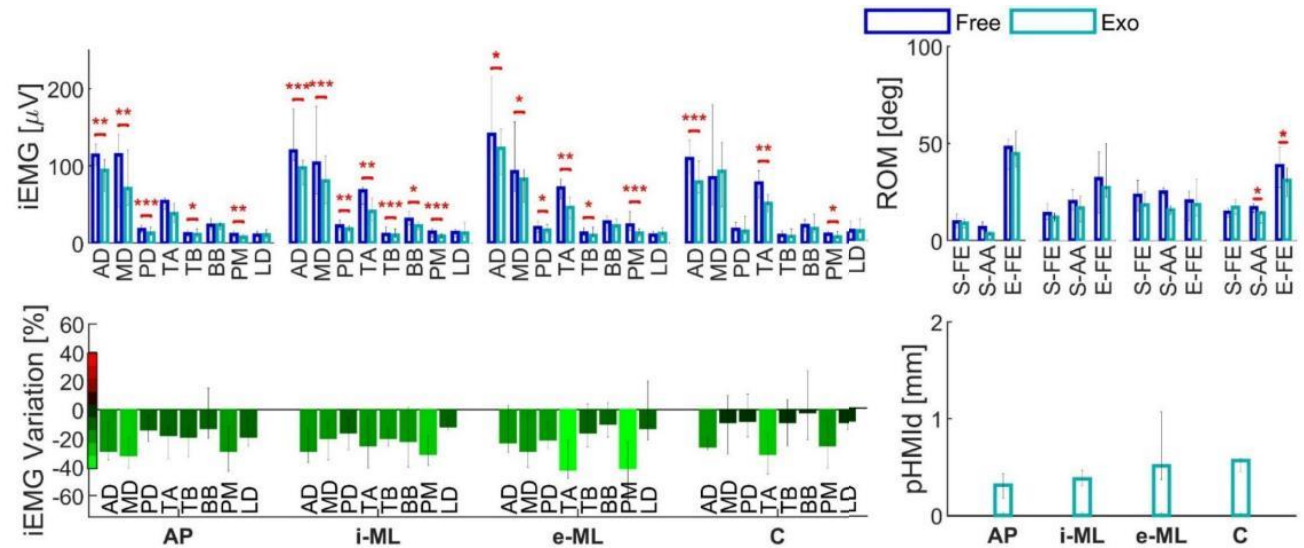 Free Exo
iEMG [μV]
200
100
0
** ** *** * **
*** *** ** ** *** * ***
* * * ** * ***
*** ** *
AD MD PD TA TB BB PM LD AD MD PD TA TB BB PM LD AD MD PD TA TB BB PM LD AD MD PD TA TB BB PM LD
ROM [deg]
100
50
0
* *
S-FE S-AA E-FE S-FE S-AA E-FE S-FE S-AA E-FE S-FE S-AA E-FE
iEMG Variation [%]
60
40
20
0
-20
-40
-60
AD MD PD TA TB BB PM LD AD MD PD TA TB BB PM LD AD MD PD TA TB BB PM LD AD MD PD TA TB BB PM LD
AP i-ML e-ML C
pHMId [mm]
2
1
0
AP i-ML e-ML C